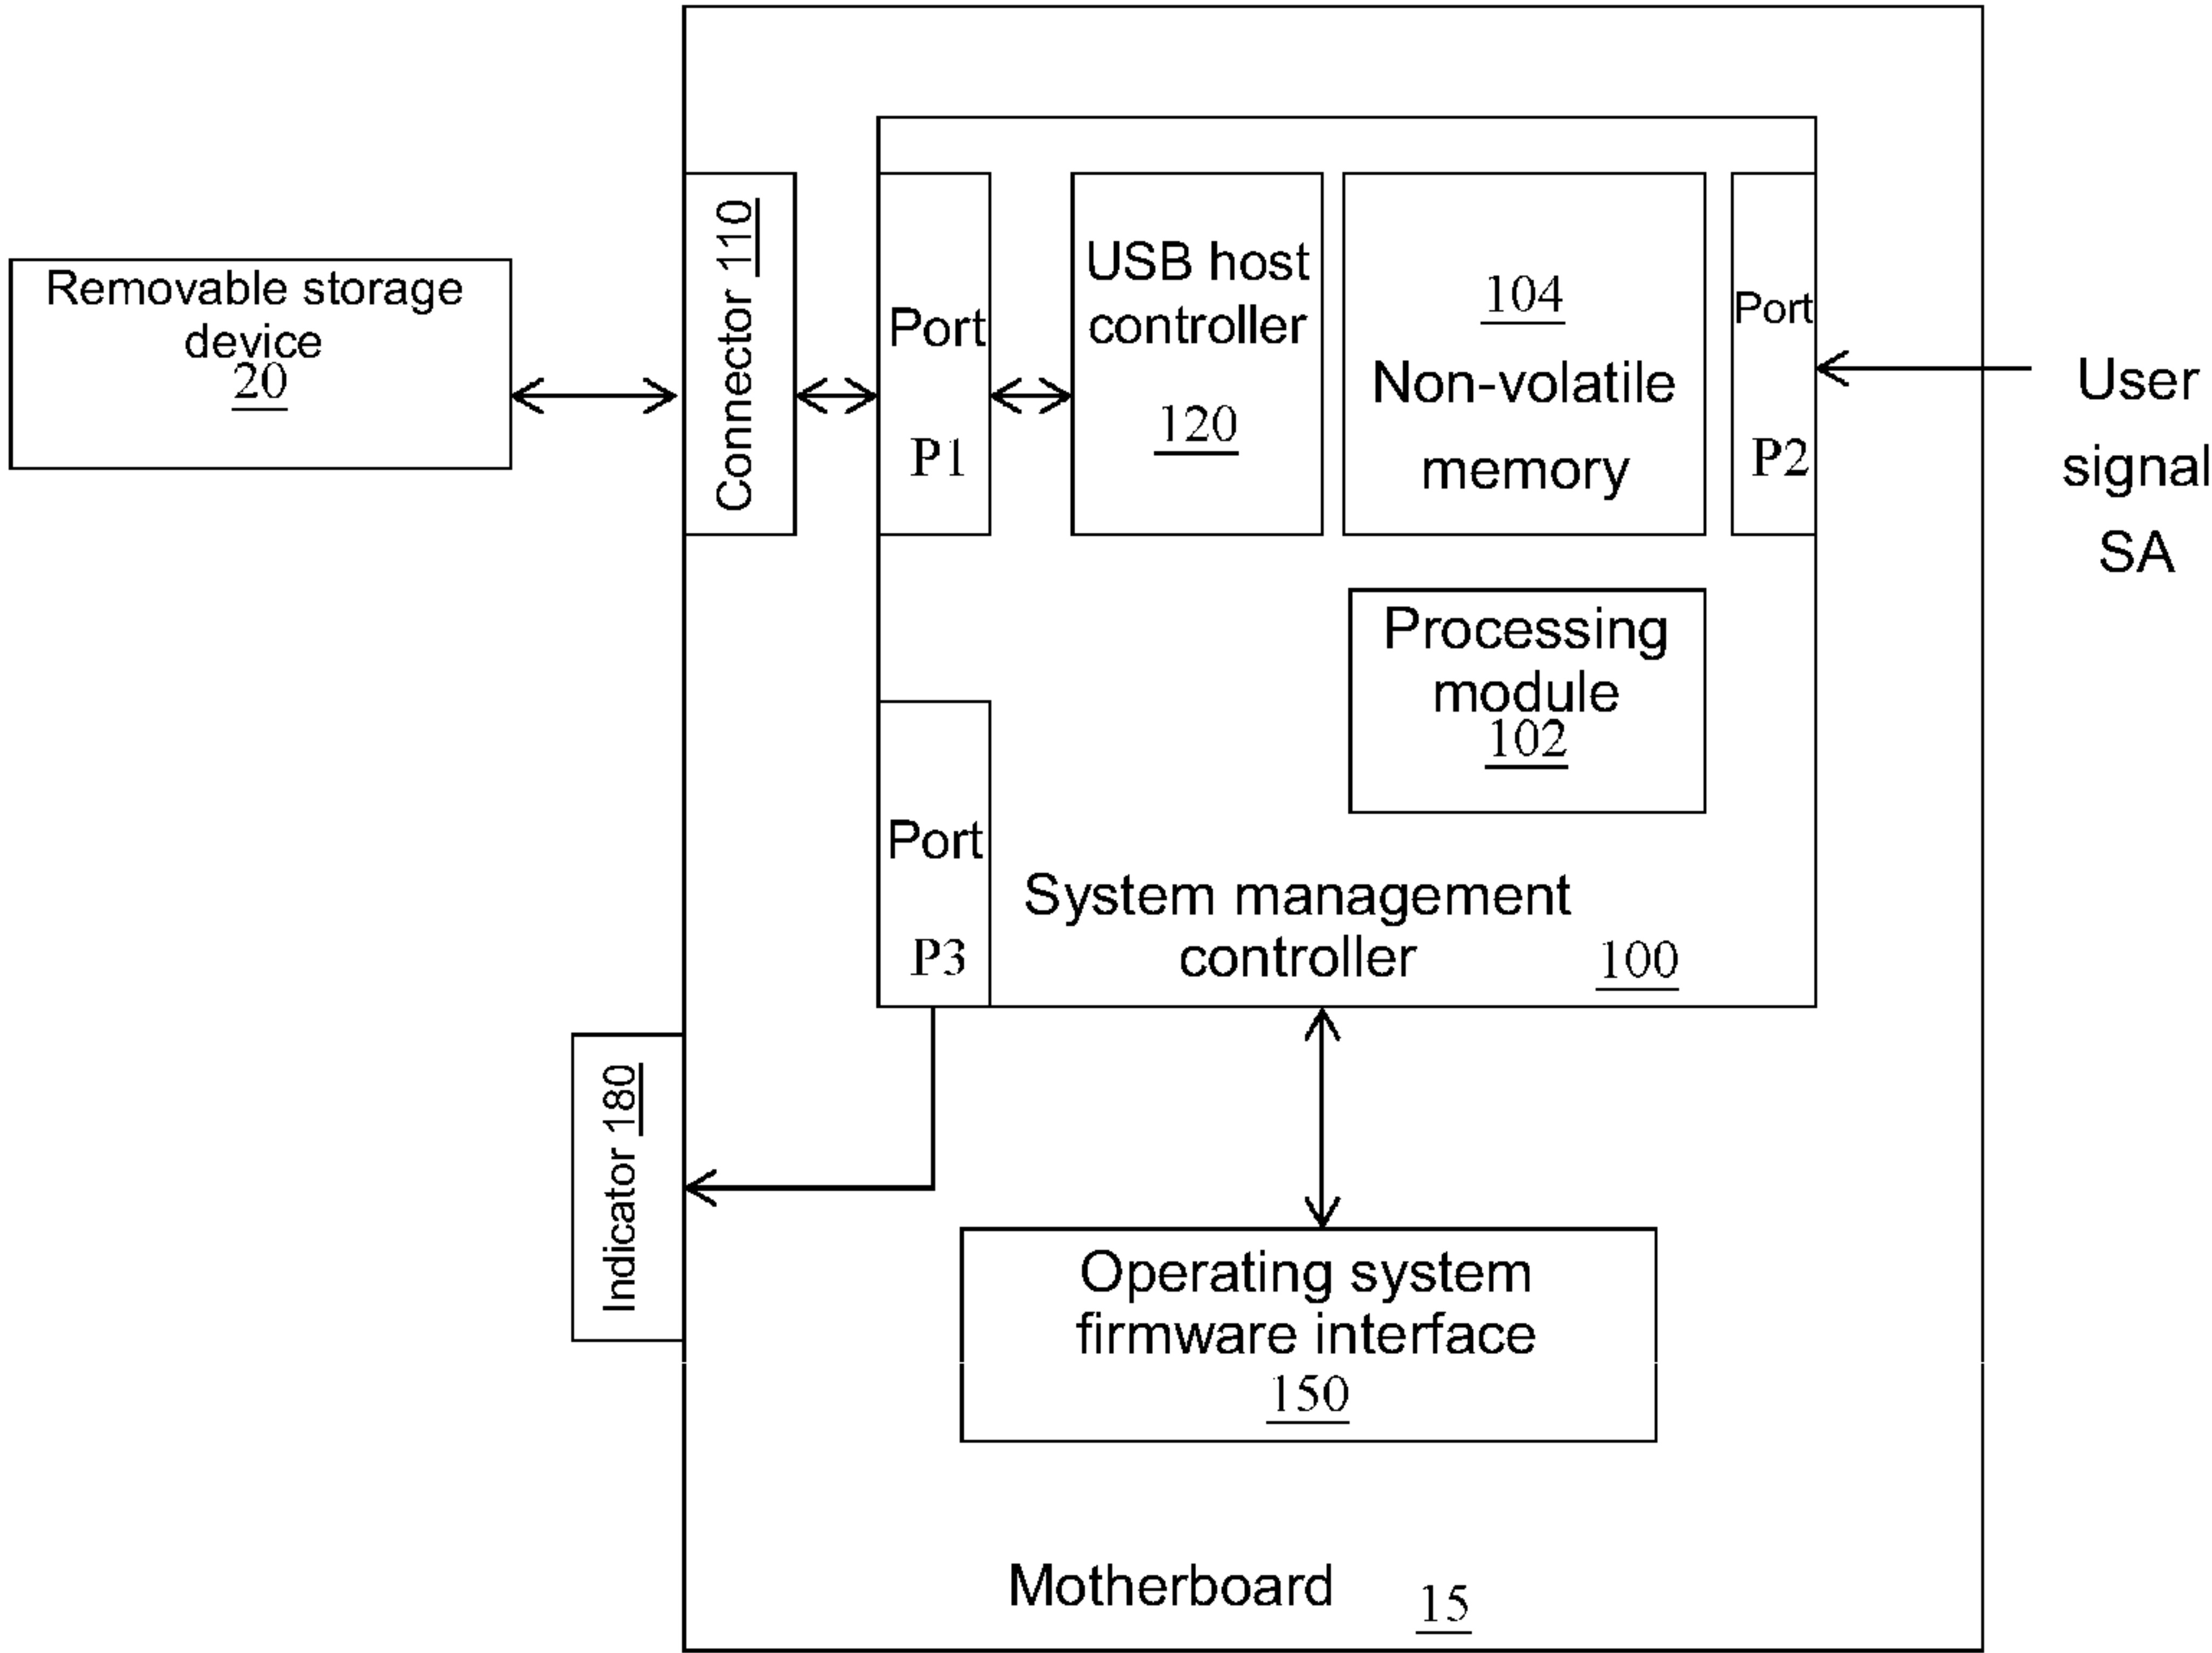 Removable storage
device
20
Connector 110
Port
P1
USB host
controller
120
104
Non-volatile
memory
Port
P2
User
signal
SA
Processing
module
102
Port
P3
System management
controller
100
Indicator 180
Operating system
firmware interface
150
Motherboard
15